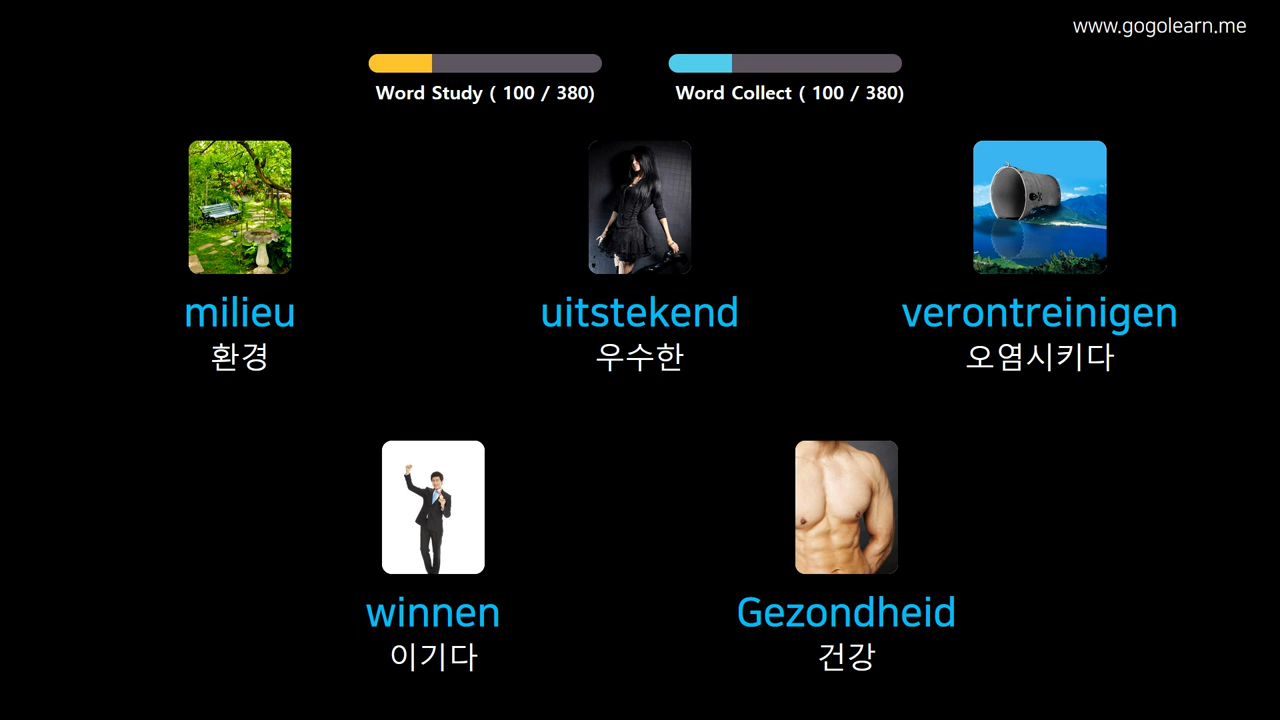 www.gogolearn.me
Word Study ( 100 / 380)
Word Collect ( 100 / 380)
milieu
환경
uitstekend
우수한
verontreinigen
오염시키다
winnen
이기다
Gezondheid
건강